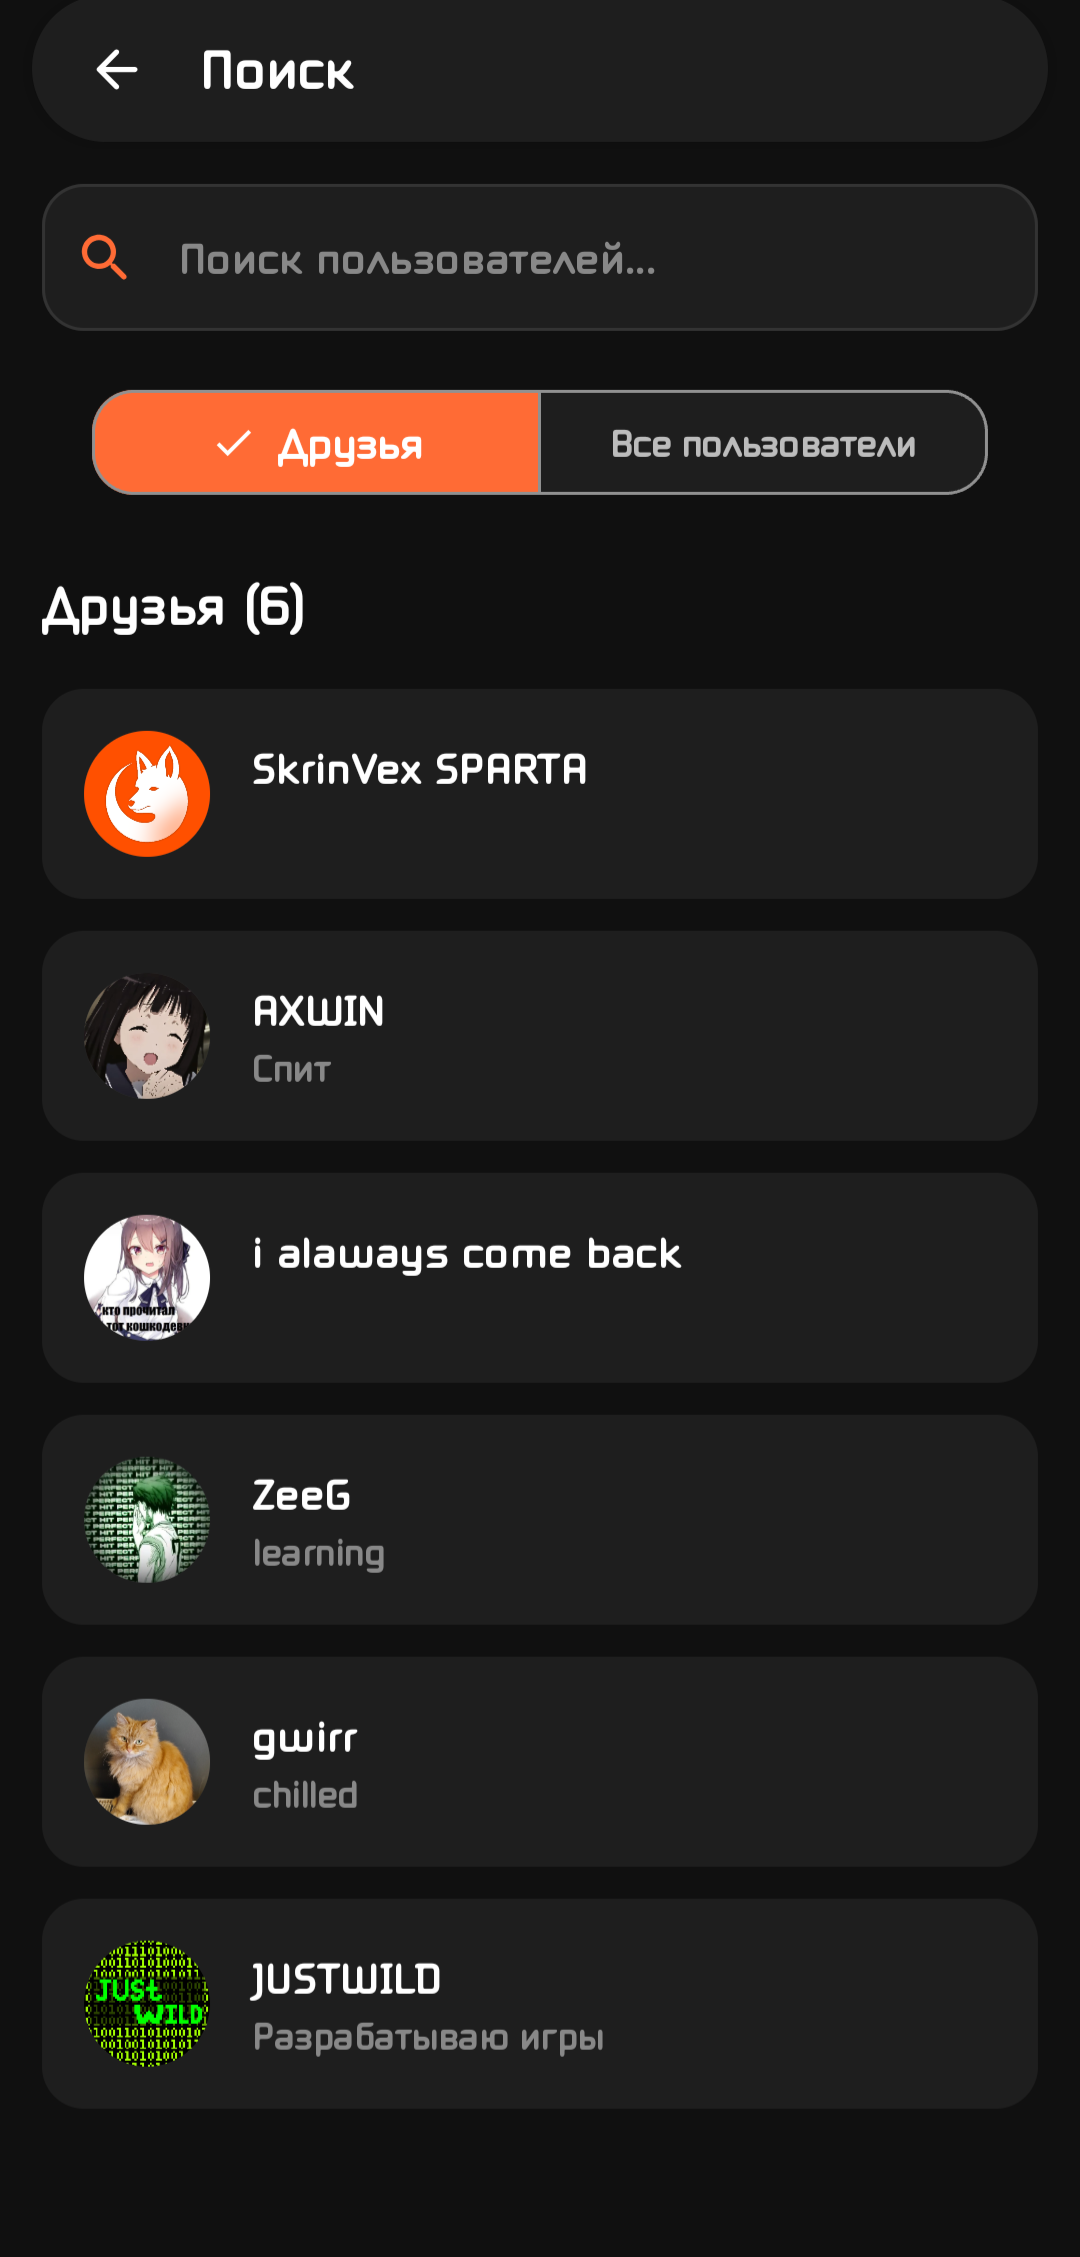 Поиск
Поиск пользователей...
Друзья
Все пользователи
Друзья (6)
SkrinVex SPARTA
AXWIN
Спит
i alaways come back
кто прочитал
тот кошкодев
ZeeG
learning
gwirr
chilled
JUSt
WILD
JUSTWILD
Разрабатываю игры